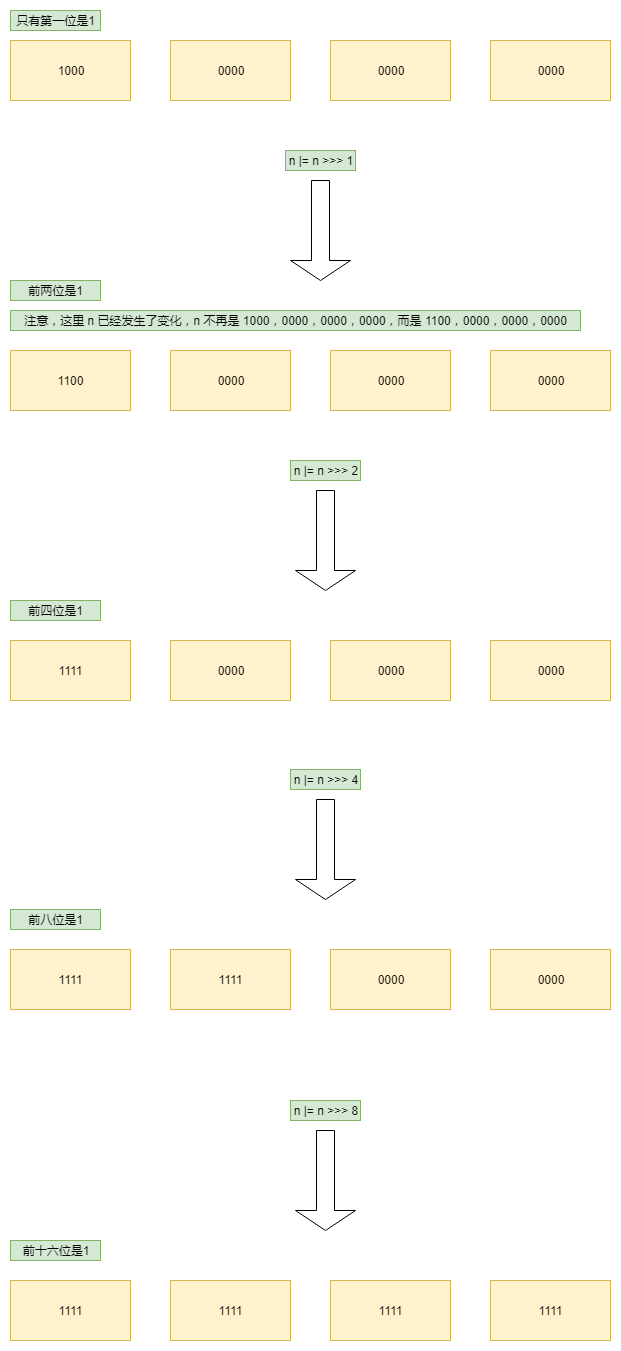 只有第一位是1
1000 0000 0000 0000
n |= n >>> 1
前两位是1
注意，这里 n 已经发生了变化，n 不再是 1000，0000，0000，0000，而是 1100，0000，0000，0000
1100 0000 0000 0000
n |= n >>> 2
前四位是1
1111 0000 0000 0000
n |= n >>> 4
前八位是1
1111 1111 0000 0000
n |= n >>> 8
前十六位是1
1111 1111 1111 1111